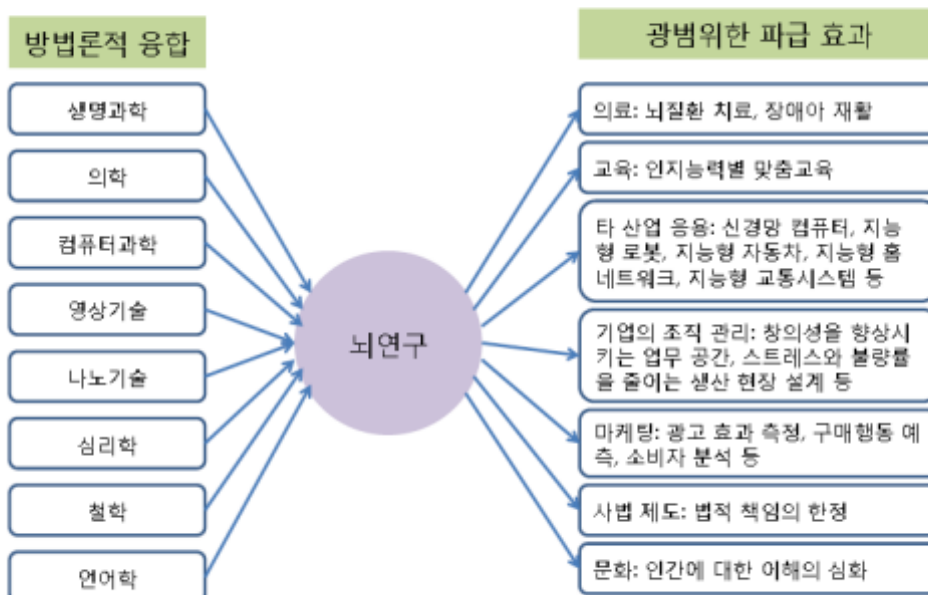 방법론적 융합
생명과학
의학
컴퓨터과학
영상기술
나노기술
심리학
철학
언어학
뇌연구
광범위한 파급 효과
의료: 뇌질환 치료, 장애아 재활
교육: 인지능력별 맞춤교육
타 산업 응용: 신경망 컴퓨터, 지능
형 로봇, 지능형 자동차, 지능형 홈
네트워크, 지능형 교통시스템 등
기업의 조직 관리: 창의성을 향상시
키는 업무 공간, 스트레스와 불량률
을 줄이는 생산 현장 설계 등
마케팅: 광고 효과 측정, 구매행동 예
측, 소비자 분석 등
사법 제도: 법적 책임의 한정
문화: 인간에 대한 이해의 심화